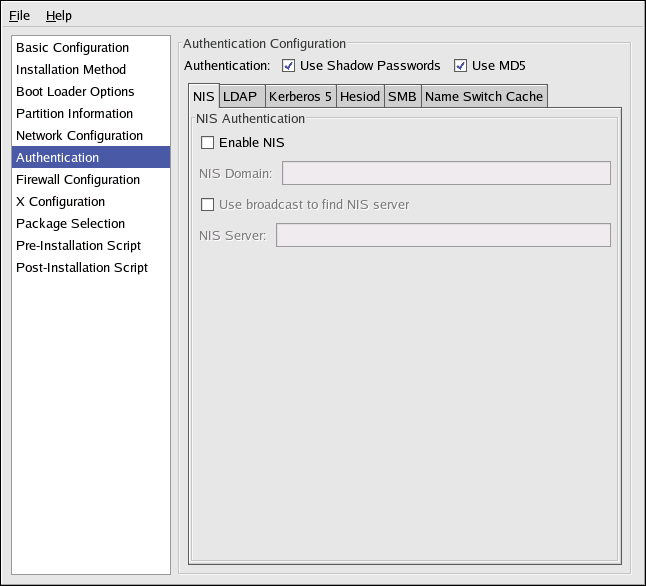 File Help
Basic Configuration
Installation Method
Boot Loader Options
Partition Information
Network Configuration
Authentication
Firewall Configuration
X Configuration
Package Selection
Pre-Installation Script
Post-Installation Script
Authentication Configuration
Authentication: Use Shadow Passwords Use MD5
NIS LDAP Kerberos 5 Hesiod SMB Name Switch Cache
NIS Authentication
Enable NIS
NIS Domain:
Use broadcast to find NIS server
NIS Server: